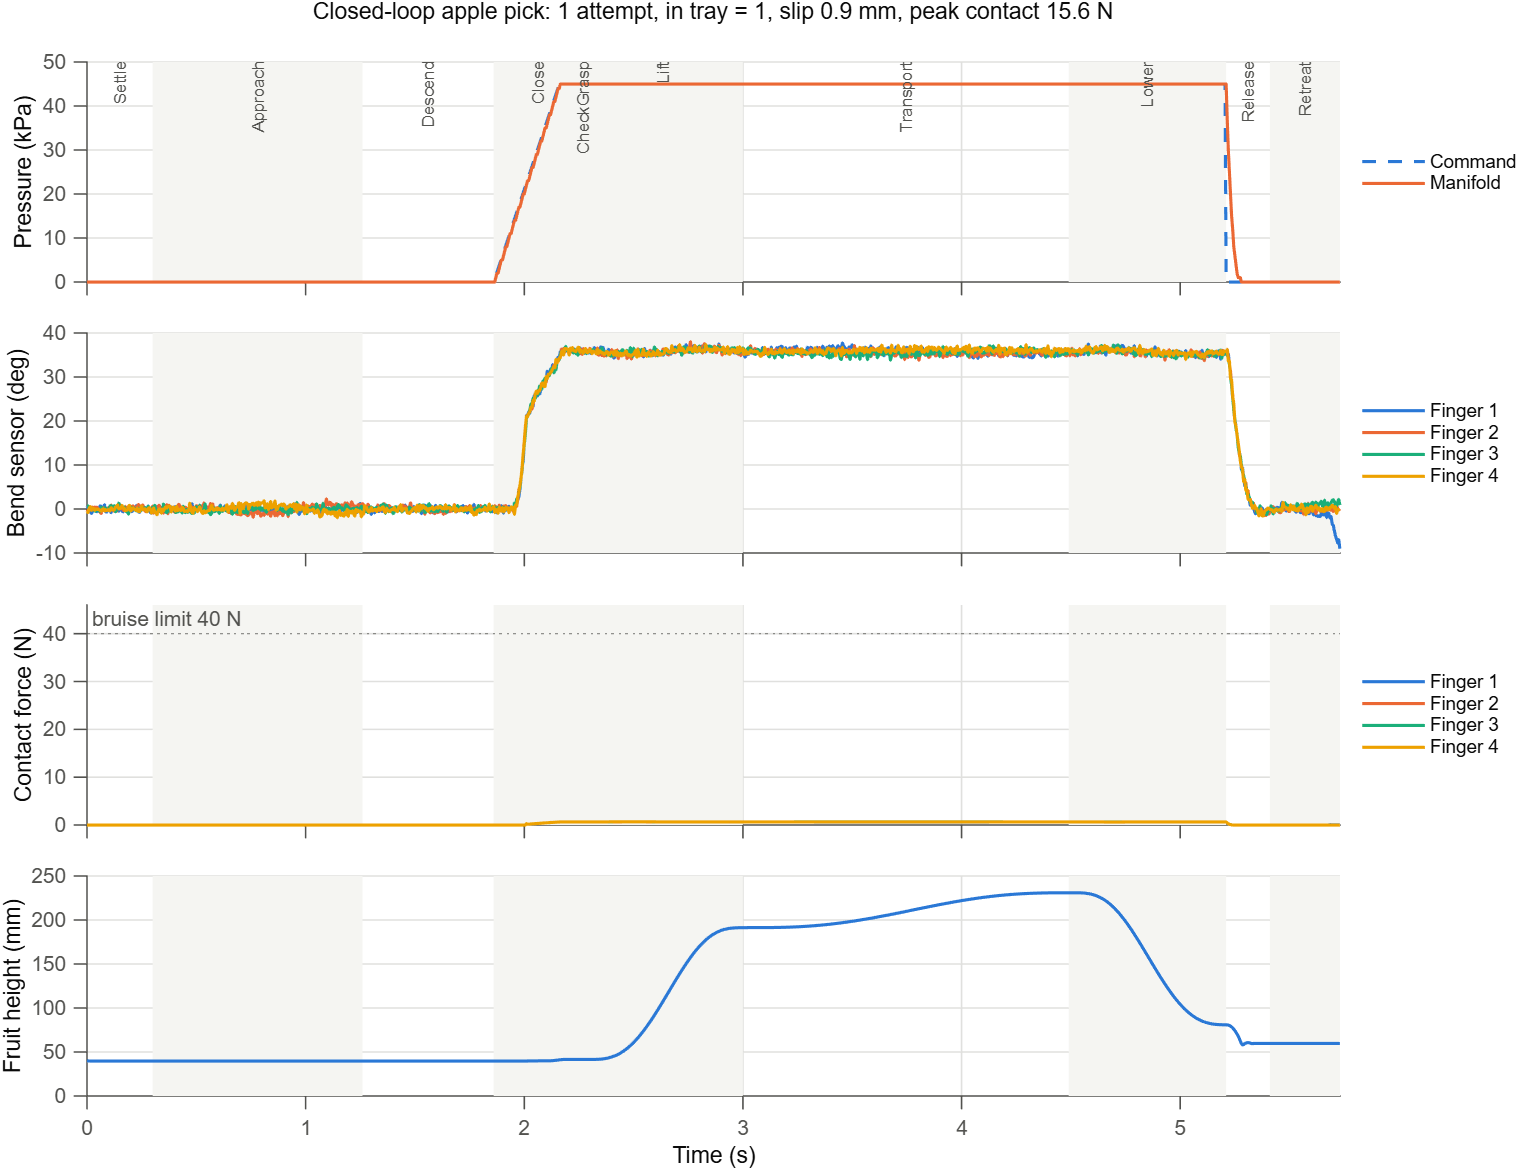 Closed-loop apple pick: 1 attempt, in tray = 1, slip 0.9 mm, peak contact 15.6 N
Pressure (kPa)
50
40
30
20
10
0
Settle
Approach
Descend
Close
CheckGrasp
Lift
Transport
Lower
Release
Retreat
Command
Manifold
Bend sensor (deg)
40
30
20
10
0
-10
Finger 1
Finger 2
Finger 3
Finger 4
Contact force (N)
40
30
20
10
0
bruise limit 40 N
Finger 1
Finger 2
Finger 3
Finger 4
Fruit height (mm)
250
200
150
100
50
0
0 1 2 3 4 5
Time (s)